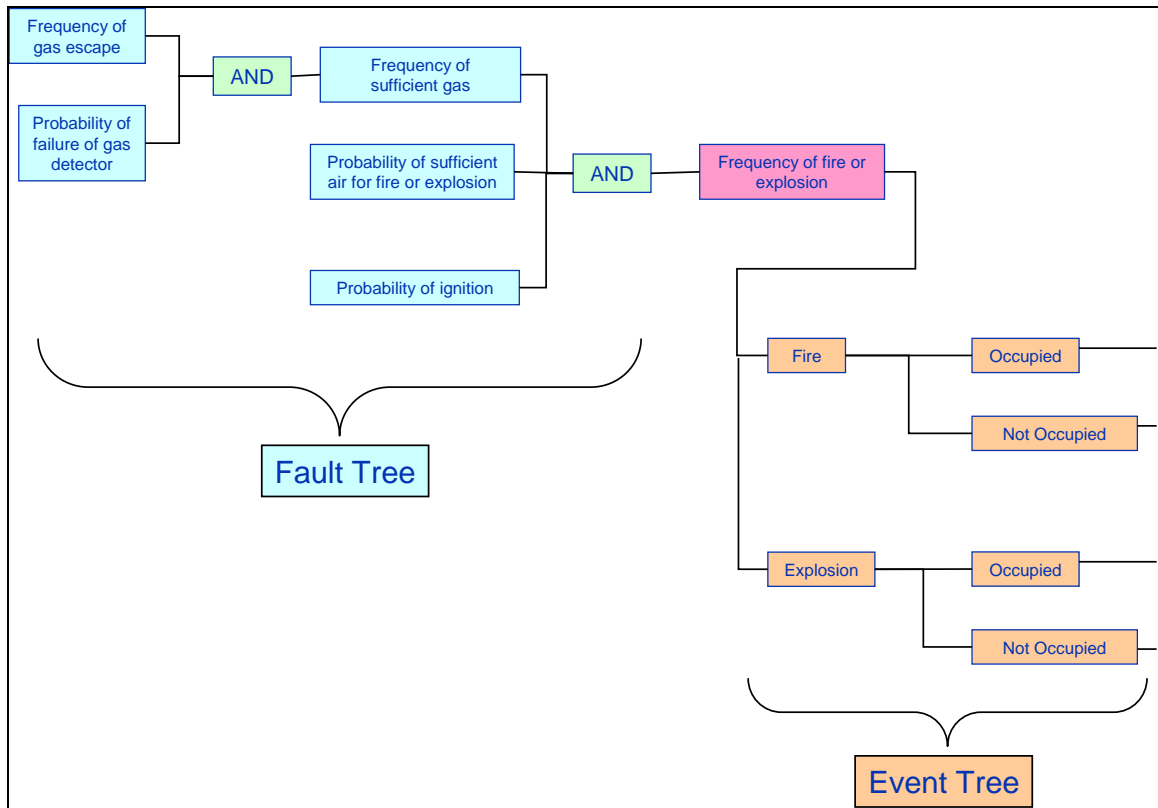 Frequency of
gas escape
AND
Frequency of
sufficient gas
Probability of
failure of gas
detector
Probability of sufficient
air for fire or explosion
AND
Frequency of fire or
explosion
Probability of ignition
Fire
Occupied
Not Occupied
Fault Tree
Explosion
Occupied
Not Occupied
Event Tree